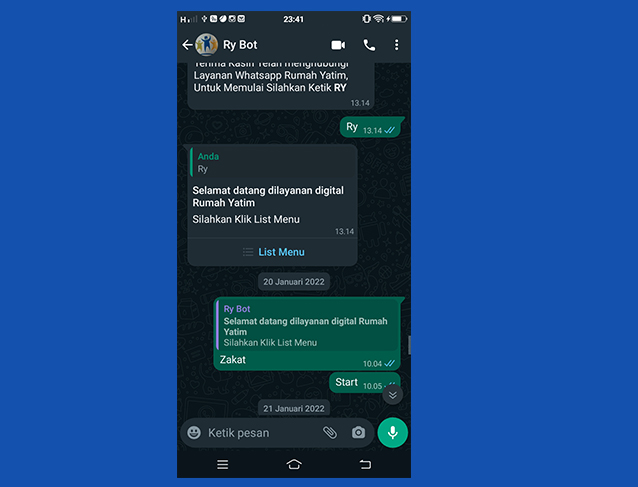 H
23:41
Ry Bot
Terima Kasih Telah menghubungi
Layanan Whatsapp Rumah Yatim,
Untuk Memulai Silahkan Ketik RY
13.14
Ry 13.14
Anda
Ry
Selamat datang dilayanan digital
Rumah Yatim
Silahkan Klik List Menu
13.14
List Menu
20 Januari 2022
Ry Bot
Selamat datang dilayanan digital Rumah
Yatim
Silahkan Klik List Menu
Zakat 10.04
Start 10.05
21 Januari 2022
Ketik pesan